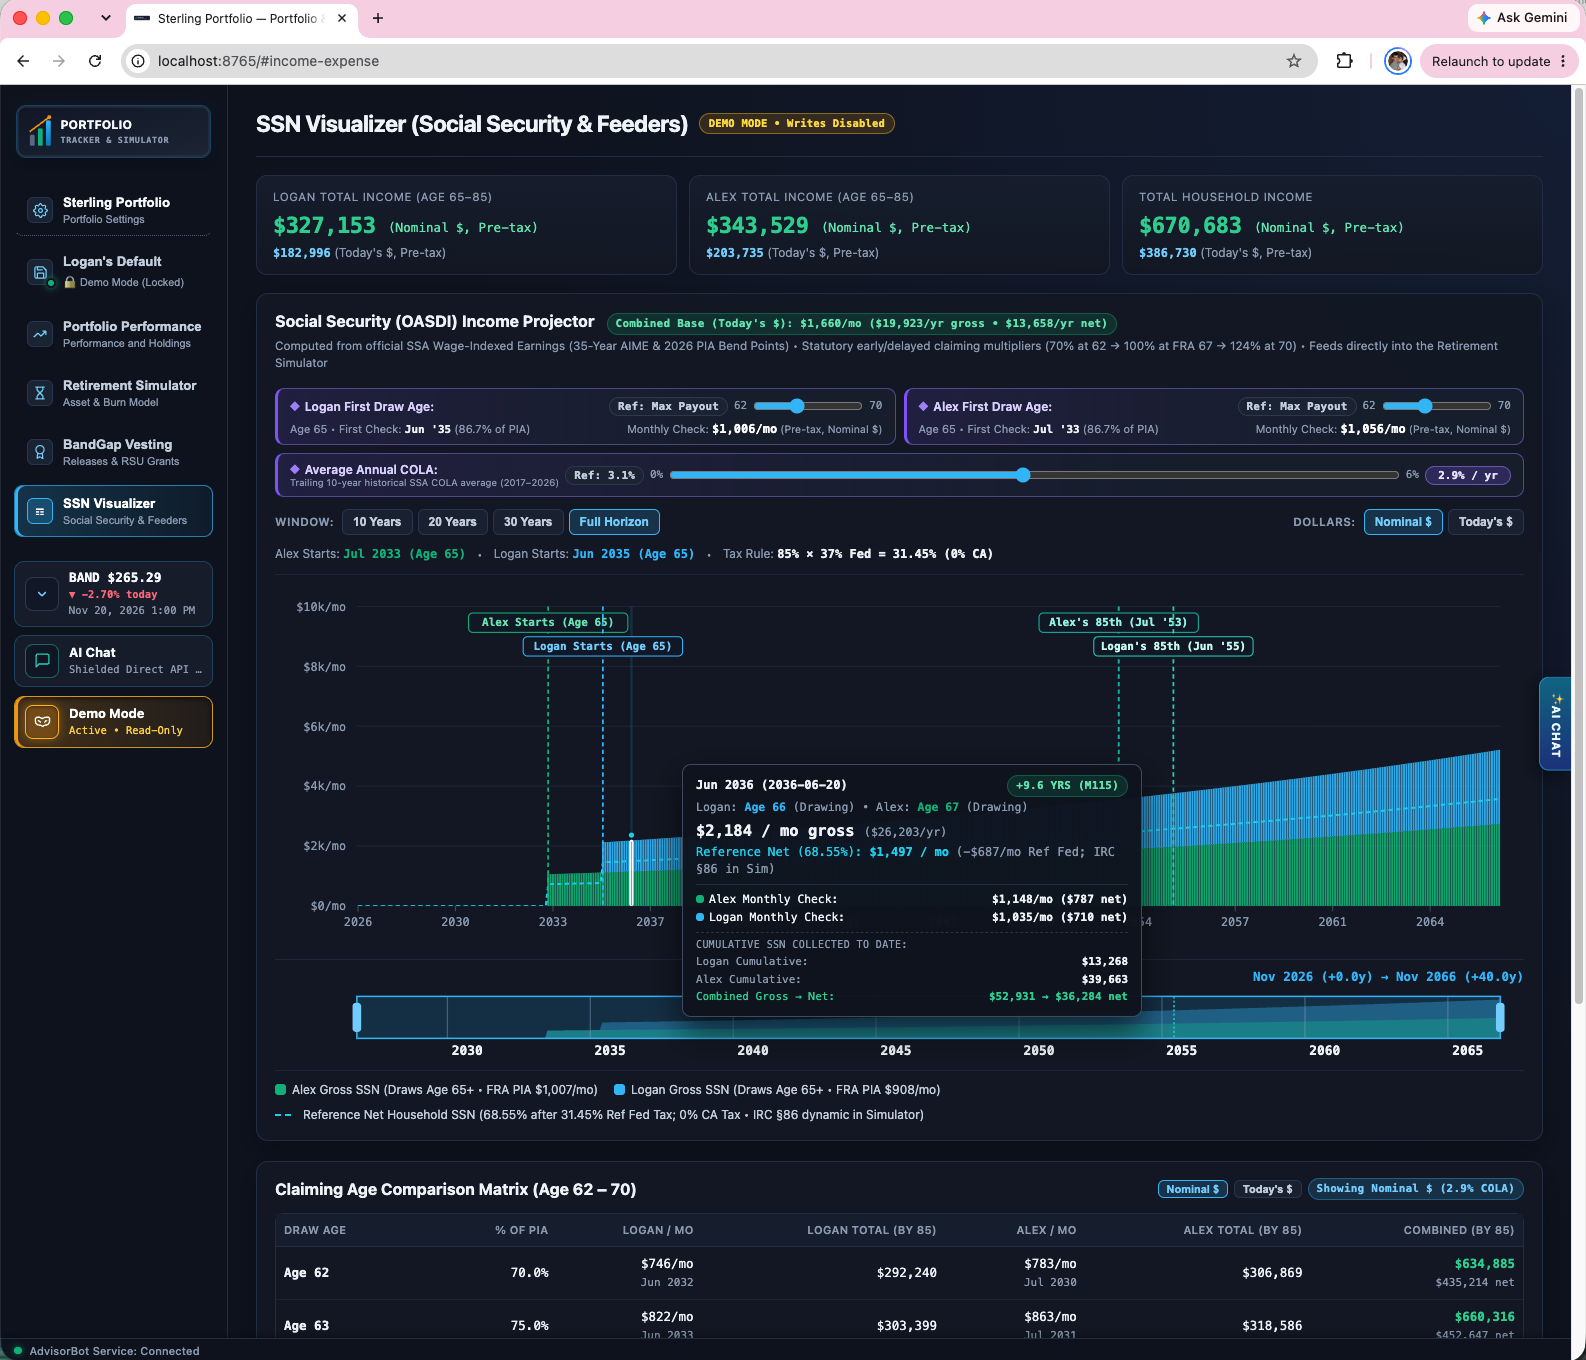 Sterling Portfolio — Portfolio &
Ask Gemini
localhost:8765/#income-expense
Relaunch to update
PORTFOLIO
TRACKER & SIMULATOR
Sterling Portfolio
Portfolio Settings
Logan's Default
Demo Mode (Locked)
Portfolio Performance
Performance and Holdings
Retirement Simulator
Asset & Burn Model
BandGap Vesting
Releases & RSU Grants
SSN Visualizer
Social Security & Feeders
BAND $265.29
▼ −2.70% today
Nov 20, 2026 1:00 PM
AI Chat
Shielded Direct API …
Demo Mode
Active • Read-Only
SSN Visualizer (Social Security & Feeders)
DEMO MODE • Writes Disabled
LOGAN TOTAL INCOME (AGE 65–85)
$327,153 (Nominal $, Pre-tax)
$182,996 (Today's $, Pre-tax)
ALEX TOTAL INCOME (AGE 65–85)
$343,529 (Nominal $, Pre-tax)
$203,735 (Today's $, Pre-tax)
TOTAL HOUSEHOLD INCOME
$670,683 (Nominal $, Pre-tax)
$386,730 (Today's $, Pre-tax)
Social Security (OASDI) Income Projector
Combined Base (Today's $): $1,660/mo ($19,923/yr gross • $13,658/yr net)
Computed from official SSA Wage-Indexed Earnings (35-Year AIME & 2026 PIA Bend Points) • Statutory early/delayed claiming multipliers (70% at 62 → 100% at FRA 67 → 124% at 70) • Feeds directly into the Retirement
Simulator
◆ Logan First Draw Age:
Ref: Max Payout 62 70
Age 65 • First Check: Jun '35 (86.7% of PIA)
Monthly Check: $1,006/mo (Pre-tax, Nominal $)
◆ Alex First Draw Age:
Ref: Max Payout 62 70
Age 65 • First Check: Jul '33 (86.7% of PIA)
Monthly Check: $1,056/mo (Pre-tax, Nominal $)
◆ Average Annual COLA:
Trailing 10-year historical SSA COLA average (2017–2026)
Ref: 3.1% 0% 6% 2.9% / yr
WINDOW: 10 Years 20 Years 30 Years Full Horizon
DOLLARS: Nominal $ Today's $
Alex Starts: Jul 2033 (Age 65) • Logan Starts: Jun 2035 (Age 65) • Tax Rule: 85% × 37% Fed = 31.45% (0% CA)
$10k/mo
$8k/mo
$6k/mo
$4k/mo
$2k/mo
$0/mo
Alex Starts (Age 65)
Logan Starts (Age 65)
Alex's 85th (Jul '53)
Logan's 85th (Jun '55)
2026 2030 2033 2037 2057 2061 2064
Jun 2036 (2036-06-20)
+9.6 YRS (M115)
Logan: Age 66 (Drawing) • Alex: Age 67 (Drawing)
$2,184 / mo gross ($26,203/yr)
Reference Net (68.55%): $1,497 / mo (−$687/mo Ref Fed; IRC
§86 in Sim)
Alex Monthly Check: $1,148/mo ($787 net)
Logan Monthly Check: $1,035/mo ($710 net)
CUMULATIVE SSN COLLECTED TO DATE:
Logan Cumulative: $13,268
Alex Cumulative: $39,663
Combined Gross → Net: $52,931 → $36,284 net
Nov 2026 (+0.0y) → Nov 2066 (+40.0y)
2030 2035 2040 2045 2050 2055 2060 2065
Alex Gross SSN (Draws Age 65+ • FRA PIA $1,007/mo)
Logan Gross SSN (Draws Age 65+ • FRA PIA $908/mo)
Reference Net Household SSN (68.55% after 31.45% Ref Fed Tax; 0% CA Tax • IRC §86 dynamic in Simulator)
AI CHAT
Claiming Age Comparison Matrix (Age 62 – 70)
Nominal $ Today's $ Showing Nominal $ (2.9% COLA)
DRAW AGE % OF PIA LOGAN / MO LOGAN TOTAL (BY 85) ALEX / MO ALEX TOTAL (BY 85) COMBINED (BY 85)
Age 62 70.0% $746/mo $292,240 $783/mo $306,869 $634,885
Jun 2032 Jul 2030 $435,214 net
Age 63 75.0% $822/mo $303,399 $863/mo $318,586 $660,316
Jun 2033 Jul 2031 $452,647 net
AdvisorBot Service: Connected